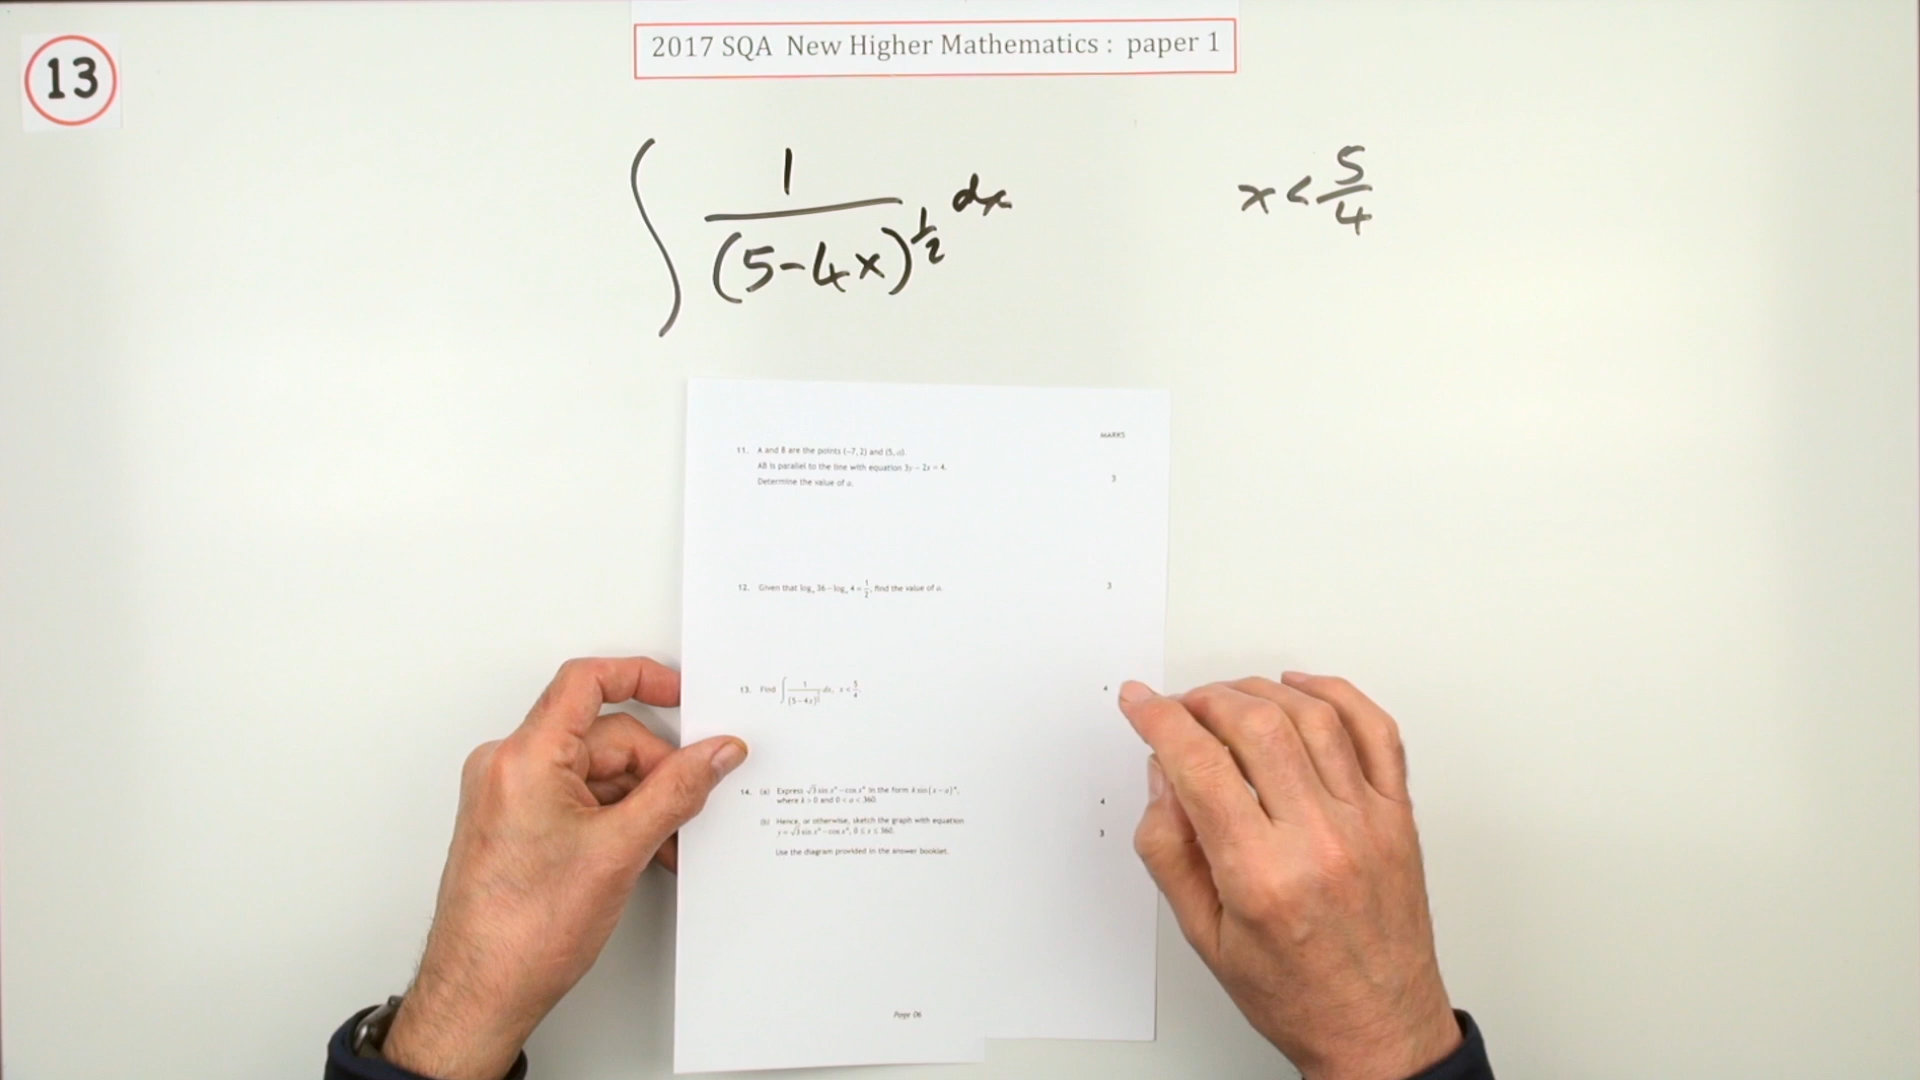 13
2017 SQA New Higher Mathematics : paper 1
∫ 1/(5-4x)^(1/2) dx
x < 5/4
MARKS
11. A and B are the points (−7, 2) and (5, a).
AB is parallel to the line with equation 3y − 2x = 4.
Determine the value of a.
3
12. Given that logₐ 36 − logₐ 4 = 1/2, find the value of a.
3
13. Find ∫ 1/(5−4x)^(1/2) dx, x < 5/4.
4
14. (a) Express √3 sin x° − cos x° in the form k sin(x − a)°,
where k > 0 and 0 < a < 360.
4
(b) Hence, or otherwise, sketch the graph with equation
y = √3 sin x° − cos x°, 0 ≤ x ≤ 360.
3
Use the diagram provided in the answer booklet.
Page 06